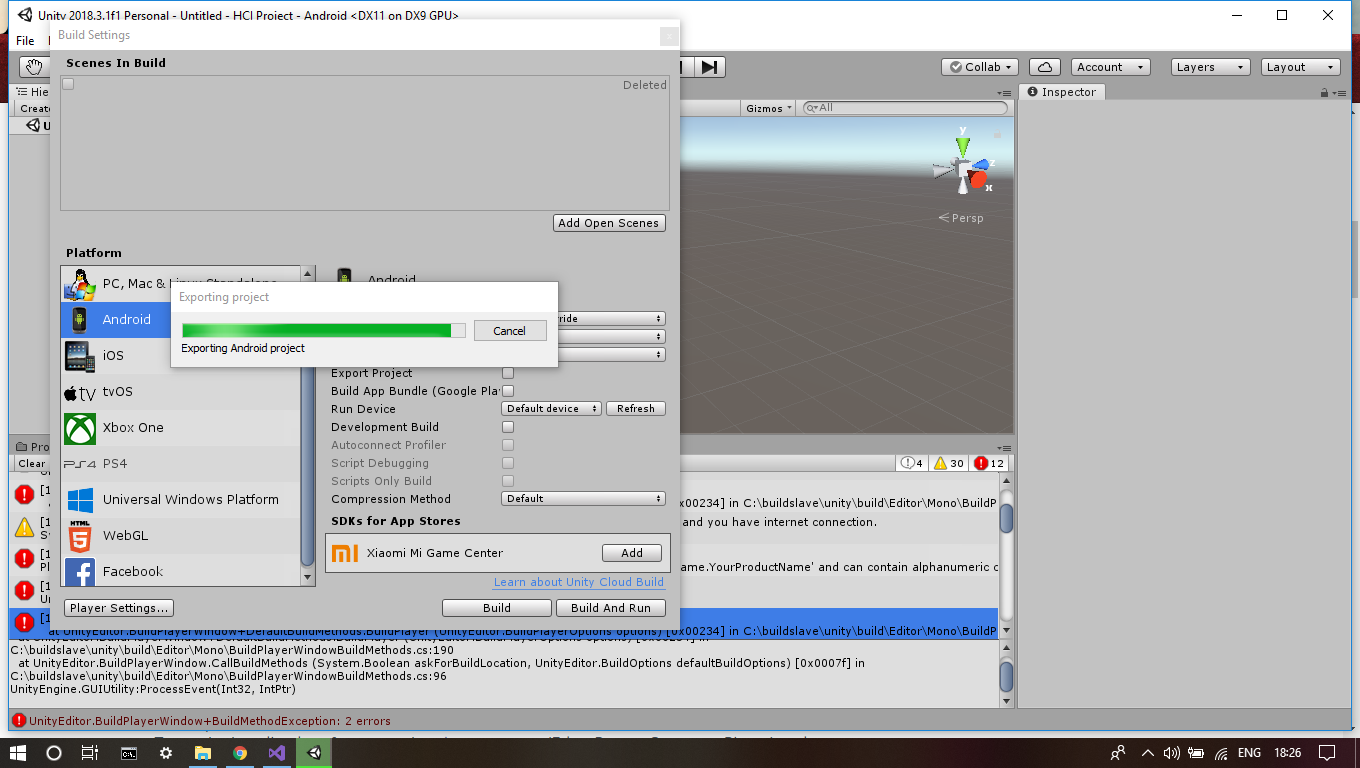 Unity 2018.3.1f1 Personal - Untitled - HCI Project - Android <DX11 on DX9 GPU>
File
Build Settings
Scenes In Build
Deleted
Add Open Scenes
Platform
PC, Mac & Linux Standalone
Android
iOS
tvOS
Xbox One
PS4
Universal Windows Platform
WebGL
Facebook
Player Settings...
Android
Exporting project
Cancel
Exporting Android project
Export Project
Build App Bundle (Google Pla
Run Device
Default device
Refresh
Development Build
Autoconnect Profiler
Script Debugging
Scripts Only Build
Compression Method
Default
SDKs for App Stores
Xiaomi Mi Game Center
Add
Learn about Unity Cloud Build
Build
Build And Run
Collab
Account
Layers
Layout
Hie
Create
Gizmos
All
Inspector
y
z
x
Persp
Pro
Clear
4
30
12
[0x00234] in C:\buildslave\unity\build\Editor\Mono\BuildP
and you have internet connection.
ame.YourProductName' and can contain alphanumeric c
at UnityEditor.BuildPlayerWindow+DefaultBuildMethods.BuildPlayer (UnityEditor.BuildPlayerOptions options) [0x00234] in C:\buildslave\unity\build\Editor\Mono\BuildP
C:\buildslave\unity\build\Editor\Mono\BuildPlayerWindowBuildMethods.cs:190
at UnityEditor.BuildPlayerWindow.CallBuildMethods (System.Boolean askForBuildLocation, UnityEditor.BuildOptions defaultBuildOptions) [0x0007f] in
C:\buildslave\unity\build\Editor\Mono\BuildPlayerWindowBuildMethods.cs:96
UnityEngine.GUIUtility:ProcessEvent(Int32, IntPtr)
UnityEditor.BuildPlayerWindow+BuildMethodException: 2 errors
ENG
18:26